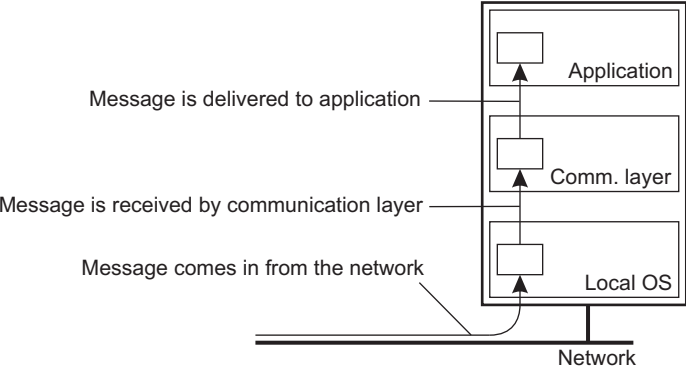 Application
Message is delivered to application
Comm. layer
Message is received by communication layer
Message comes in from the network
Local OS
Network